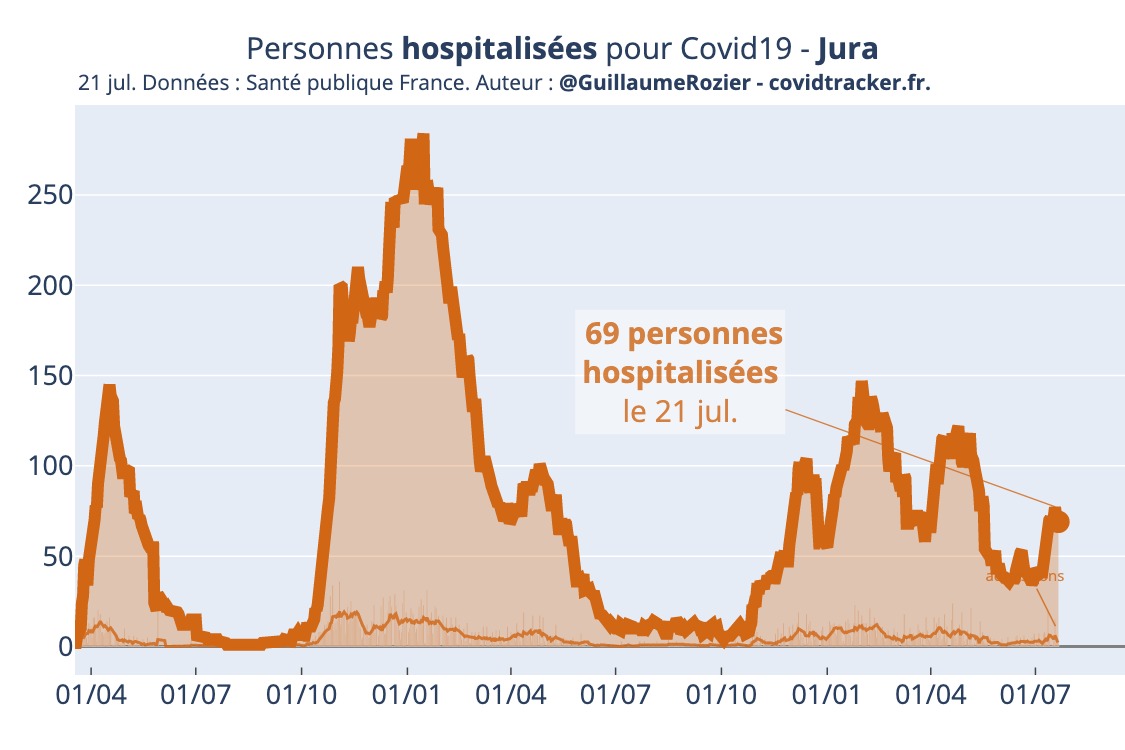 Personnes hospitalisées pour Covid19 - Jura
21 jul. Données : Santé publique France. Auteur : @GuillaumeRozier - covidtracker.fr.
250
200
150
100
50
0
69 personnes
hospitalisées
le 21 jul.
01/04 01/07 01/10 01/01 01/04 01/07 01/10 01/01 01/04 01/07